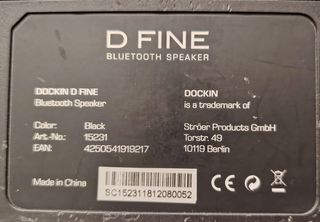 D FINE
BLUETOOTH SPEAKER
DOCKIN D FINE
Bluetooth Speaker
Color: Black
Art.-No.: 15231
EAN: 4250541919217
DOCKIN
is a trademark of
Ströer Products GmbH
Torstr. 49
10119 Berlin
Made in China
SC152311812080052
CE